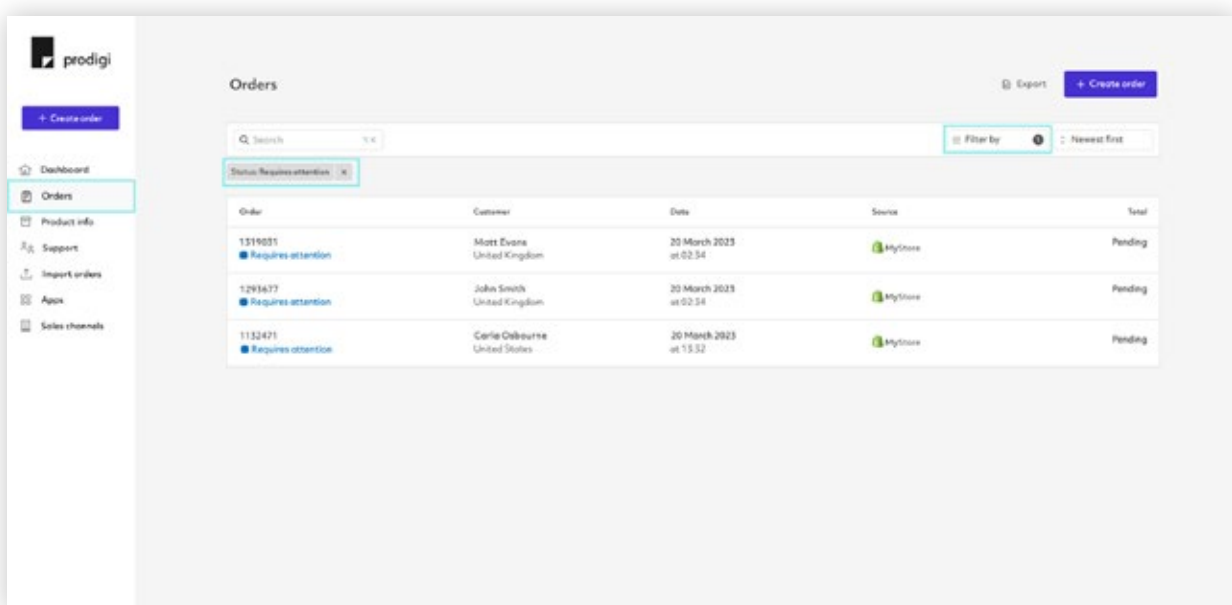 prodigi
+ Create order
Dashboard
Orders
Product info
Support
Import orders
Apps
Sales channels
Orders
Export
+ Create order
Search
Filter by 1
Newest first
Status: Requires attention ×
Order Customer Date Source Total
1319031 Matt Evans 20 March 2023 MyStore Pending
Requires attention United Kingdom at 02:34
1293677 John Smith 20 March 2023 MyStore Pending
Requires attention United Kingdom at 02:34
1132471 Carla Osbourne 20 March 2023 MyStore Pending
Requires attention United States at 13:32